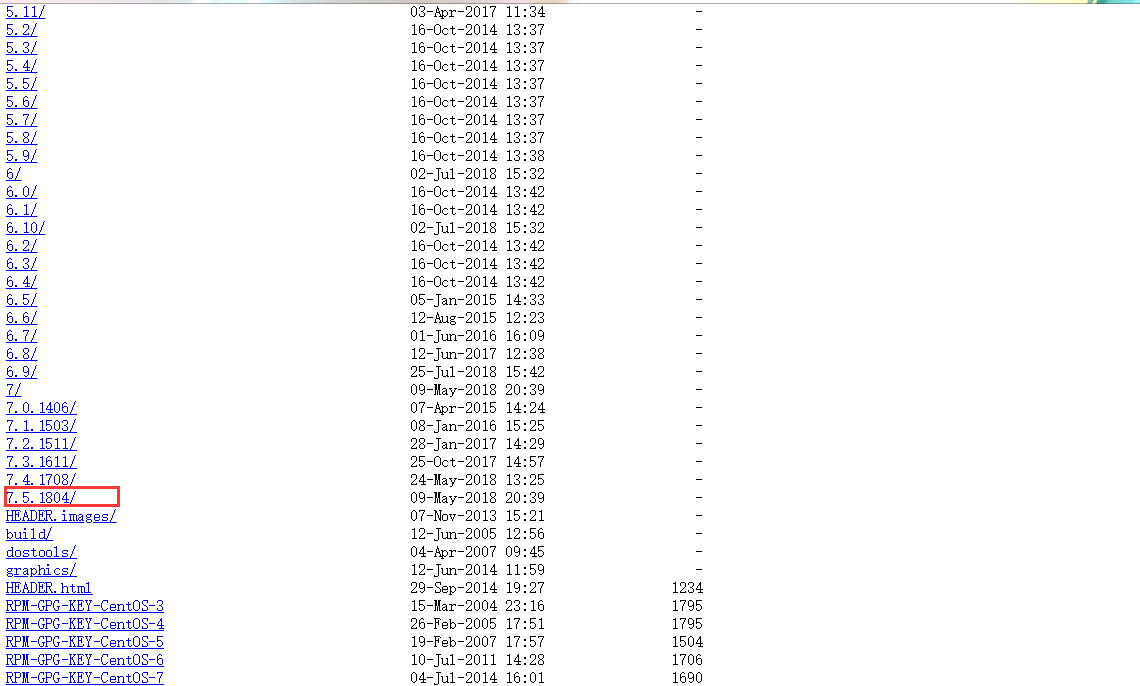 5.11/ 03-Apr-2017 11:34 -
5.2/ 16-Oct-2014 13:37 -
5.3/ 16-Oct-2014 13:37 -
5.4/ 16-Oct-2014 13:37 -
5.5/ 16-Oct-2014 13:37 -
5.6/ 16-Oct-2014 13:37 -
5.7/ 16-Oct-2014 13:37 -
5.8/ 16-Oct-2014 13:37 -
5.9/ 16-Oct-2014 13:38 -
6/ 02-Jul-2018 15:32 -
6.0/ 16-Oct-2014 13:42 -
6.1/ 16-Oct-2014 13:42 -
6.10/ 02-Jul-2018 15:32 -
6.2/ 16-Oct-2014 13:42 -
6.3/ 16-Oct-2014 13:42 -
6.4/ 16-Oct-2014 13:42 -
6.5/ 05-Jan-2015 14:33 -
6.6/ 12-Aug-2015 12:23 -
6.7/ 01-Jun-2016 16:09 -
6.8/ 12-Jun-2017 12:38 -
6.9/ 25-Jul-2018 15:42 -
7/ 09-May-2018 20:39 -
7.0.1406/ 07-Apr-2015 14:24 -
7.1.1503/ 08-Jan-2016 15:25 -
7.2.1511/ 28-Jan-2017 14:29 -
7.3.1611/ 25-Oct-2017 14:57 -
7.4.1708/ 24-May-2018 13:25 -
7.5.1804/ 09-May-2018 20:39 -
HEADER.images/ 07-Nov-2013 15:21 -
build/ 12-Jun-2005 12:56 -
dostools/ 04-Apr-2007 09:45 -
graphics/ 12-Jun-2014 11:59 -
HEADER.html 29-Sep-2014 19:27 1234
RPM-GPG-KEY-CentOS-3 15-Mar-2004 23:16 1795
RPM-GPG-KEY-CentOS-4 26-Feb-2005 17:51 1795
RPM-GPG-KEY-CentOS-5 19-Feb-2007 17:57 1504
RPM-GPG-KEY-CentOS-6 10-Jul-2011 14:28 1706
RPM-GPG-KEY-CentOS-7 04-Jul-2014 16:01 1690